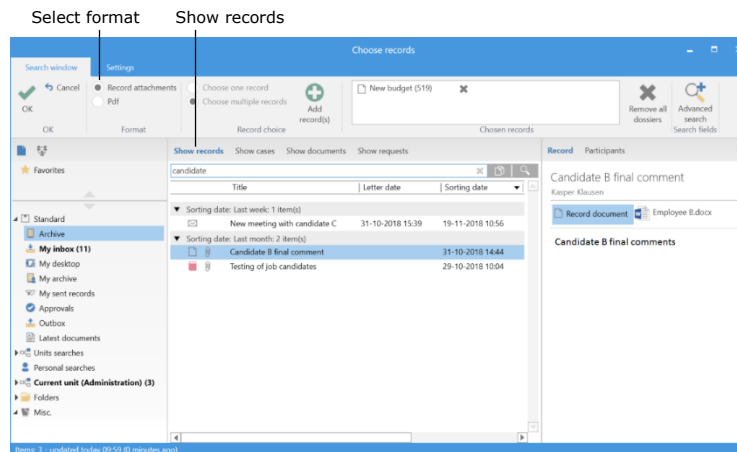 Select format Show records
Choose records
Search window Settings
Cancel
OK
Record attachments
Pdf
Choose one record
Choose multiple records
Add
record(s)
New budget (519)
Remove all
dossiers
Advanced
search
OK Format Record choice Chosen records Search fields
Show records Show cases Show documents Show requests
Record Participants
Favorites
candidate
Title Letter date Sorting date
Candidate B final comment
Kasper Klausen
Record document Employee B.docx
Candidate B final comments
Sorting date: Last week: 1 item(s)
New meeting with candidate C 31-10-2018 15:39 19-11-2018 10:56
Sorting date: Last month: 2 item(s)
Candidate B final comment 31-10-2018 14:44
Testing of job candidates 29-10-2018 10:04
Standard
Archive
My inbox (11)
My desktop
My archive
My sent records
Approvals
Outbox
Latest documents
Units searches
Personal searches
Current unit (Administration) (3)
Folders
Misc.
Items: 3 - updated today 09:59 (0 minutes ago)